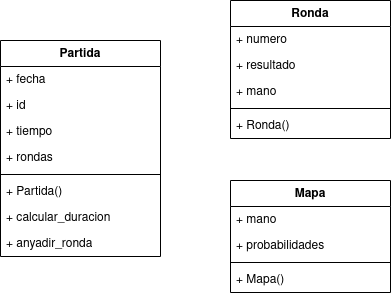 Partida
+ fecha
+ id
+ tiempo
+ rondas
+ Partida()
+ calcular_duracion
+ anyadir_ronda
Ronda
+ numero
+ resultado
+ mano
+ Ronda()
Mapa
+ mano
+ probabilidades
+ Mapa()